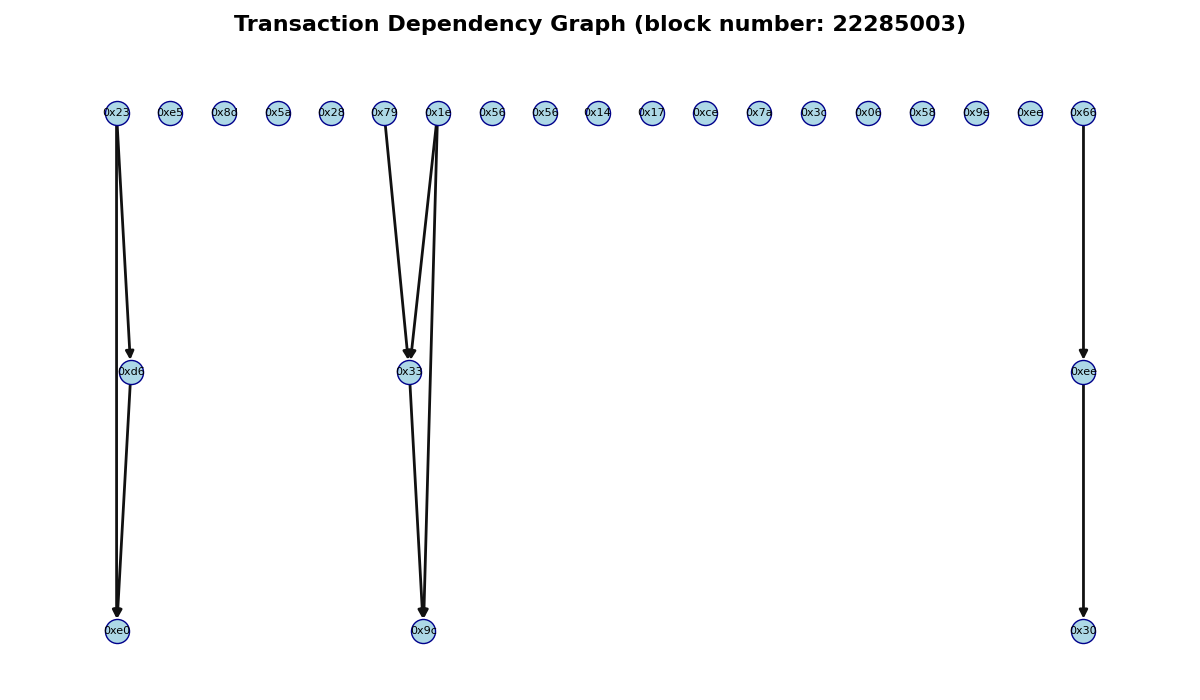 Transaction Dependency Graph (block number: 22285003)
0x23 0xe5 0x8d 0x5a 0x28 0x79 0x1e 0x56 0x56 0x14 0x17 0xce 0x7a 0x3c 0x06 0x58 0x9e 0xee 0x66
0xd6 0x33 0xee
0xe0 0x9c 0x30